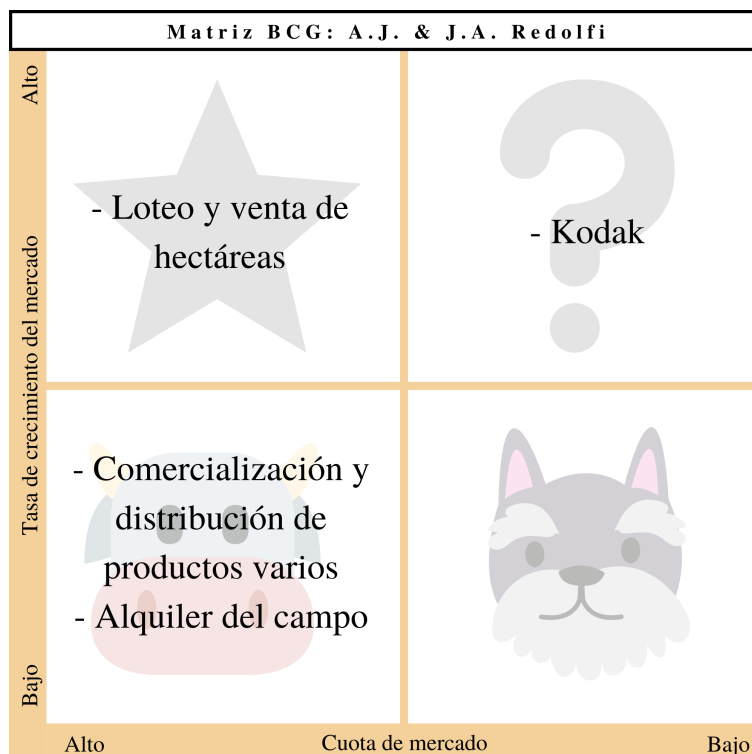 Matriz BCG: A.J. & J.A. Redolfi
Alto
Tasa de crecimiento del mercado
Bajo
- Loteo y venta de
hectáreas
- Kodak
- Comercialización y
distribución de
productos varios
- Alquiler del campo
Alto
Cuota de mercado
Bajo